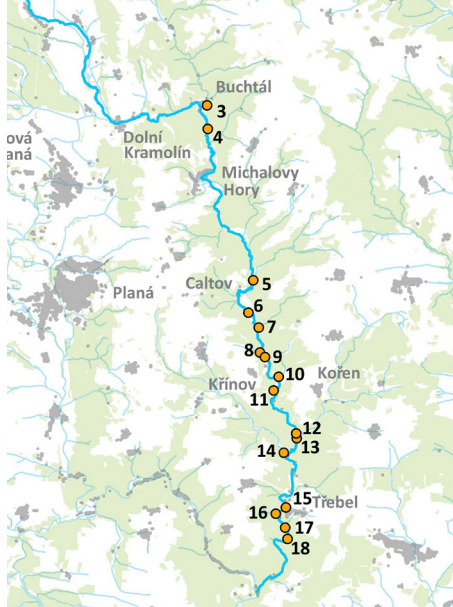 Buchtál
3
4
Dolní
Kramolín
ová
aná
Michalovy
Hory
5
Caltov
Planá
6
7
8
9
10
Kořen
Křínov
11
12
13
14
15
Třebel
16
17
18